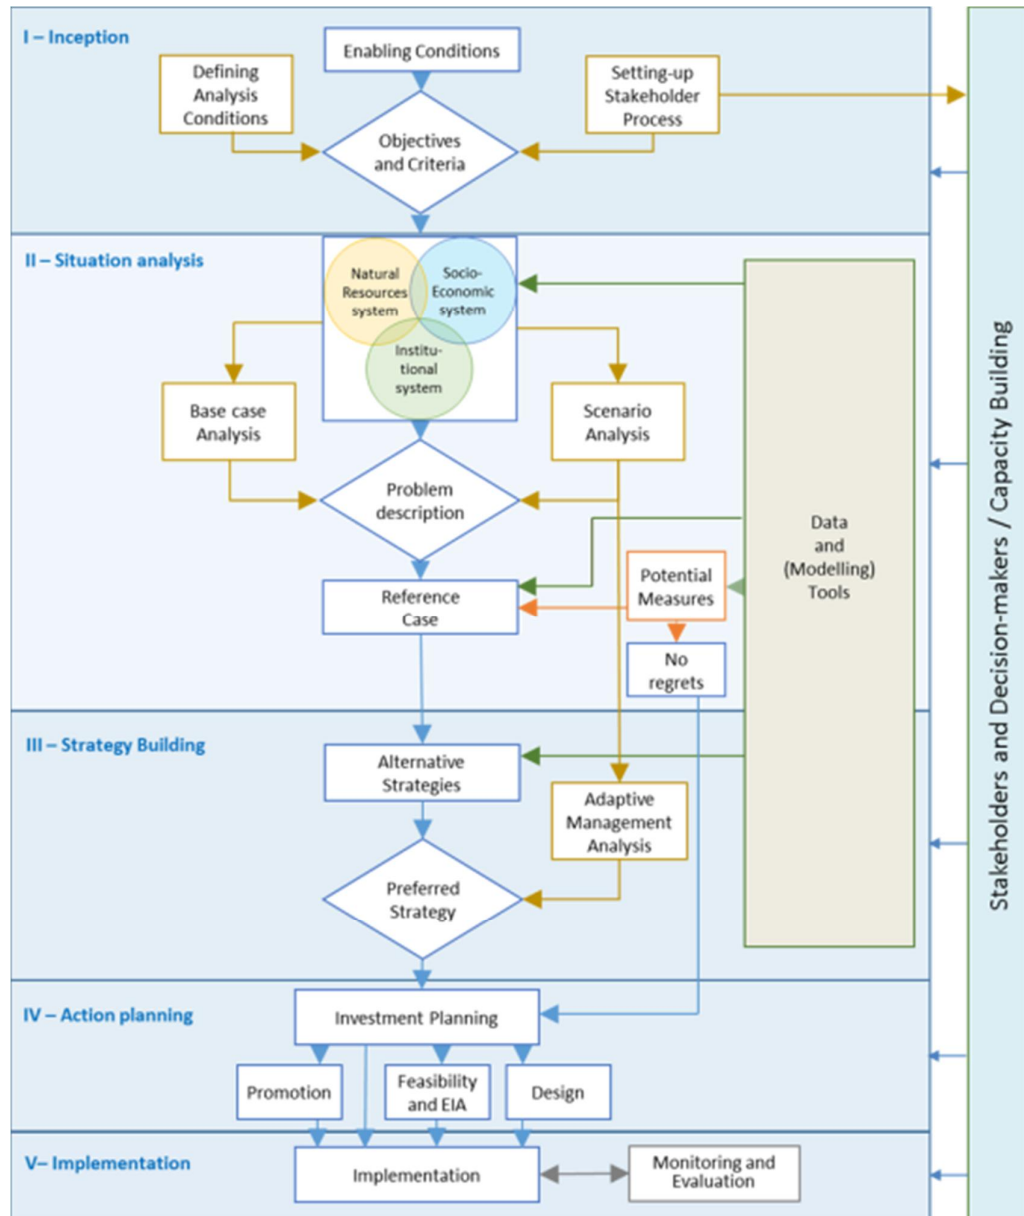 I – Inception
Enabling Conditions
Defining
Analysis
Conditions
Setting-up
Stakeholder
Process
Objectives
and Criteria
II – Situation analysis
Natural
Resources
system
Socio-
Economic
system
Institu-
tional
system
Base case
Analysis
Scenario
Analysis
Problem
description
Data
and
(Modelling)
Tools
Potential
Measures
Reference
Case
No
regrets
III – Strategy Building
Alternative
Strategies
Adaptive
Management
Analysis
Preferred
Strategy
IV – Action planning
Investment Planning
Promotion
Feasibility
and EIA
Design
V– Implementation
Implementation
Monitoring and
Evaluation
Stakeholders and Decision-makers / Capacity Building